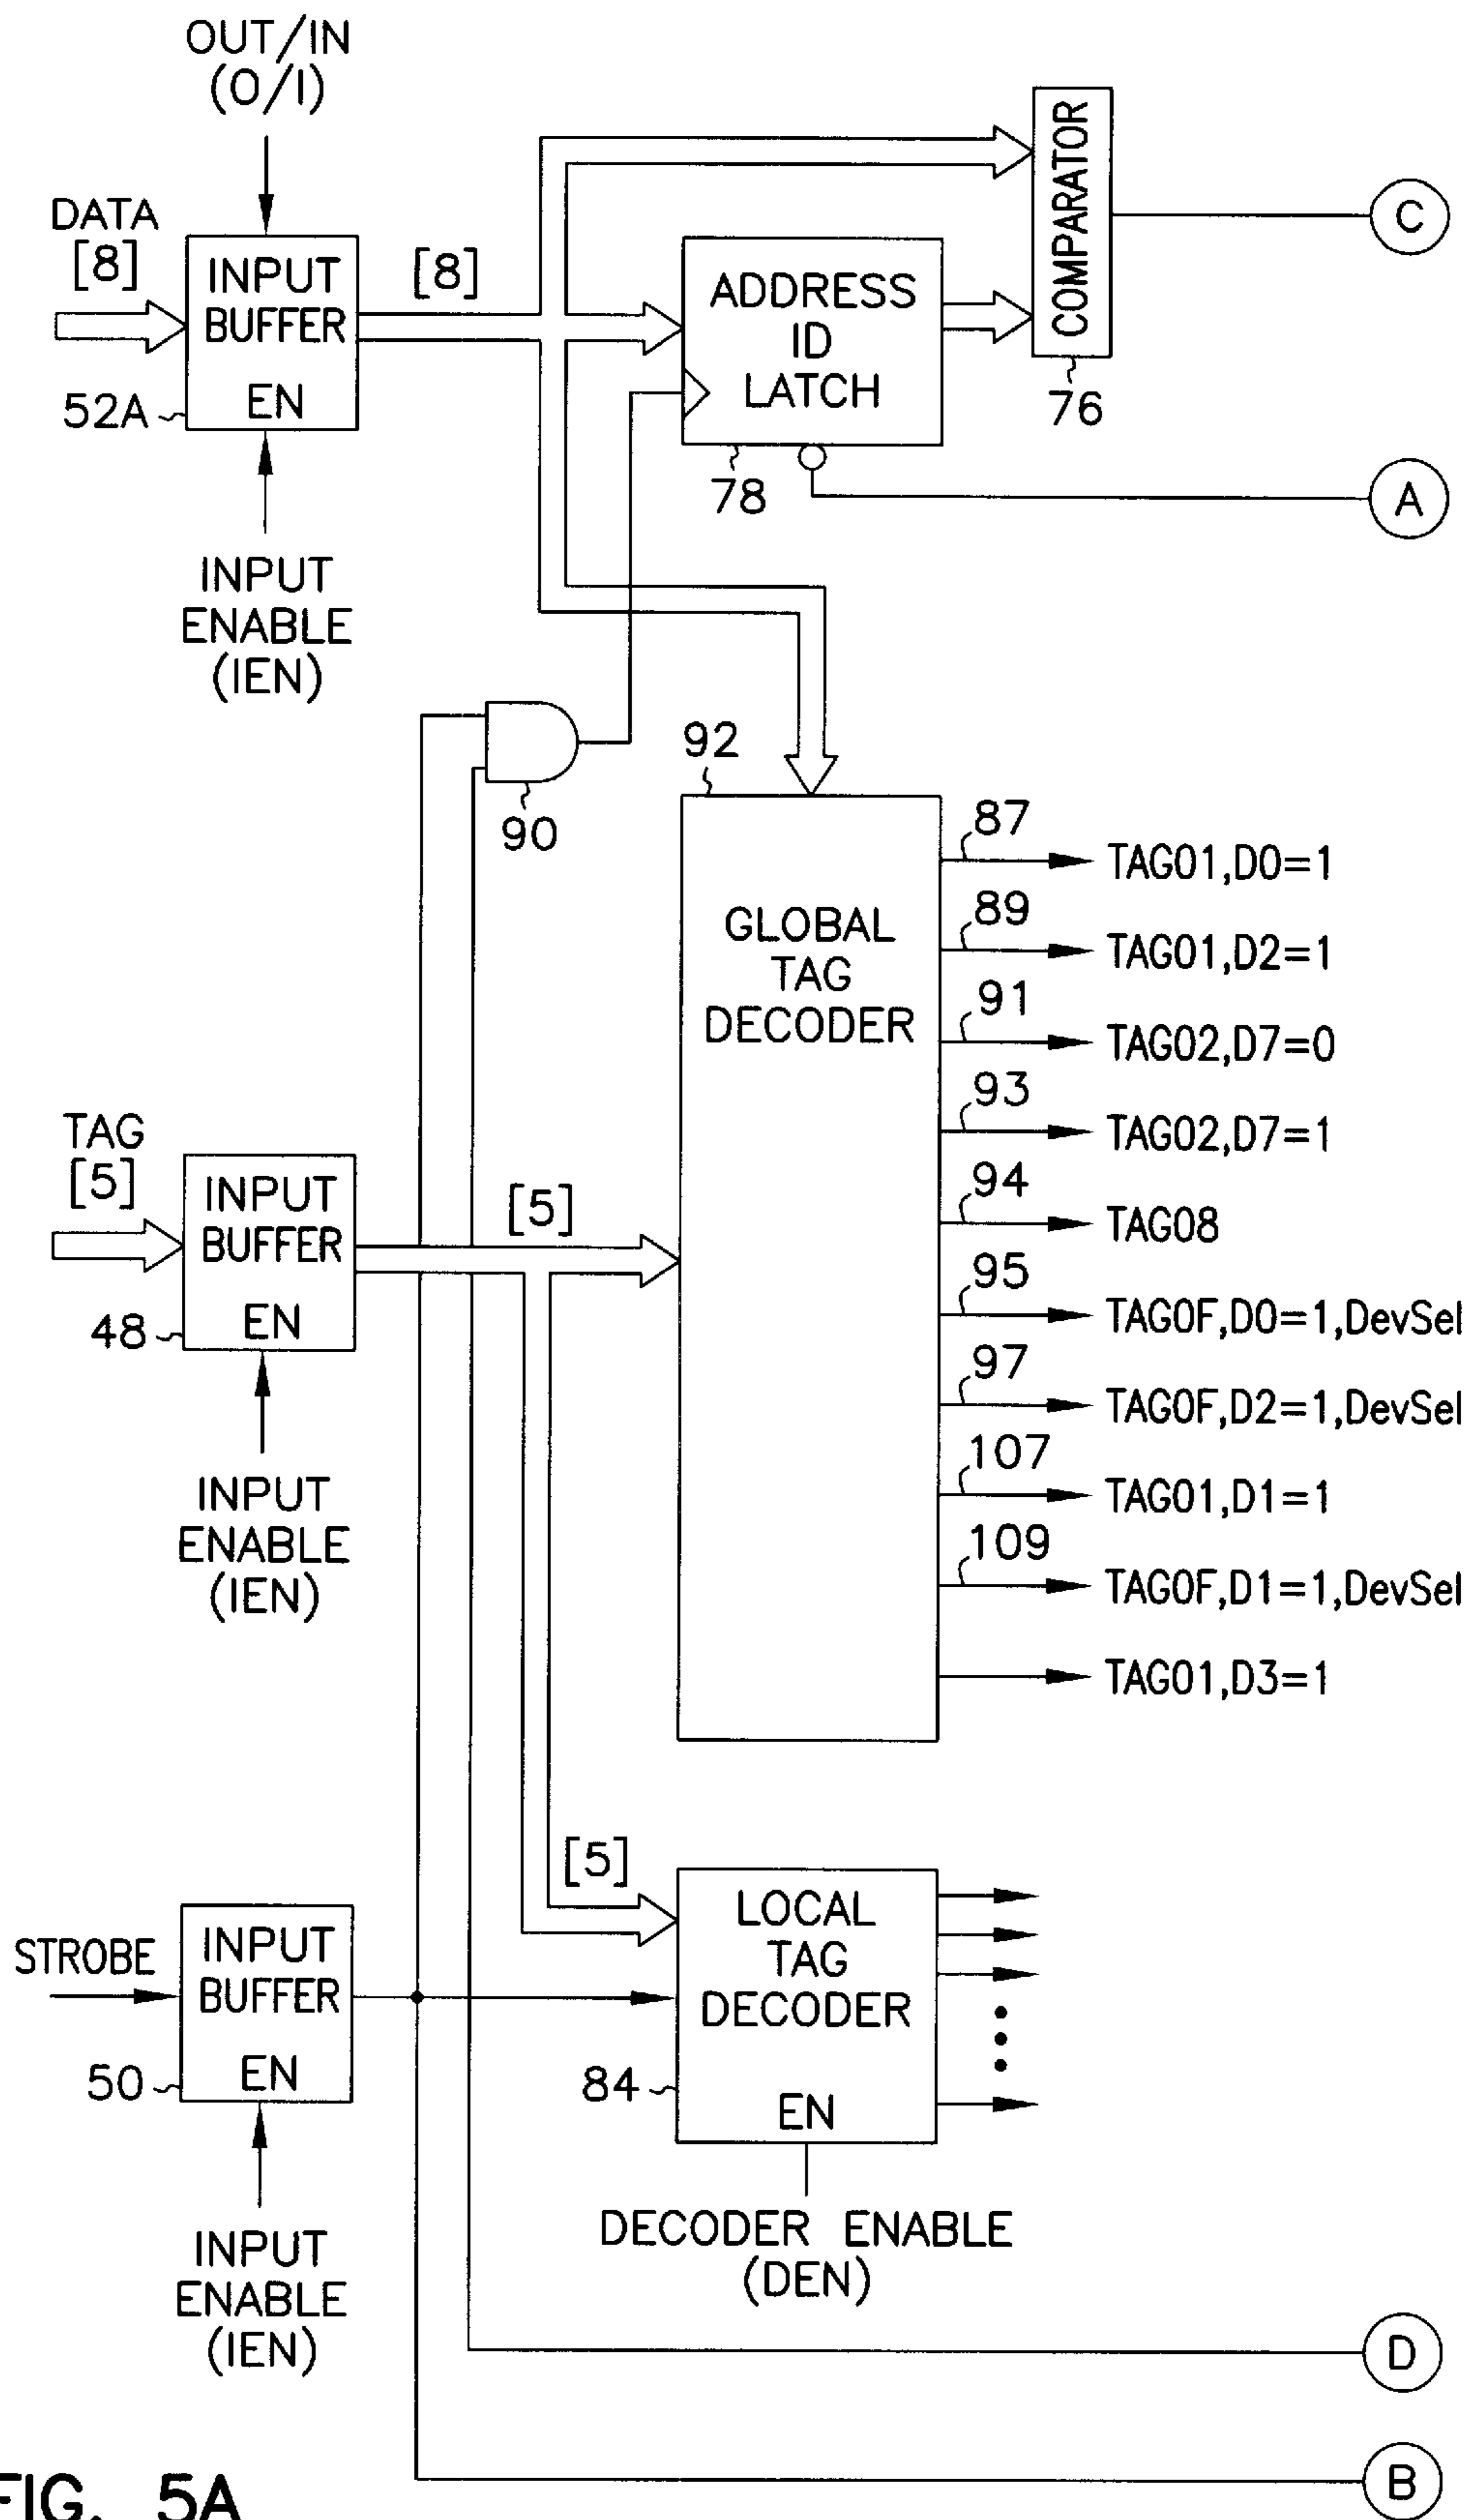 OUT/IN
(O/I)
DATA
[8]
INPUT
BUFFER
EN
52A
[8]
INPUT
ENABLE
(IEN)
ADDRESS
ID
LATCH
78
COMPARATOR
76
C
A
90
92
GLOBAL
TAG
DECODER
87
TAG01,D0=1
89
TAG01,D2=1
91
TAG02,D7=0
93
TAG02,D7=1
94
TAG08
95
TAG0F,D0=1,DevSel
97
TAG0F,D2=1,DevSel
107
TAG01,D1=1
109
TAG0F,D1=1,DevSel
TAG01,D3=1
TAG
[5]
INPUT
BUFFER
EN
48
[5]
INPUT
ENABLE
(IEN)
[5]
STROBE
INPUT
BUFFER
EN
50
INPUT
ENABLE
(IEN)
LOCAL
TAG
DECODER
EN
84
DECODER ENABLE
(DEN)
D
B
FIG. 5A